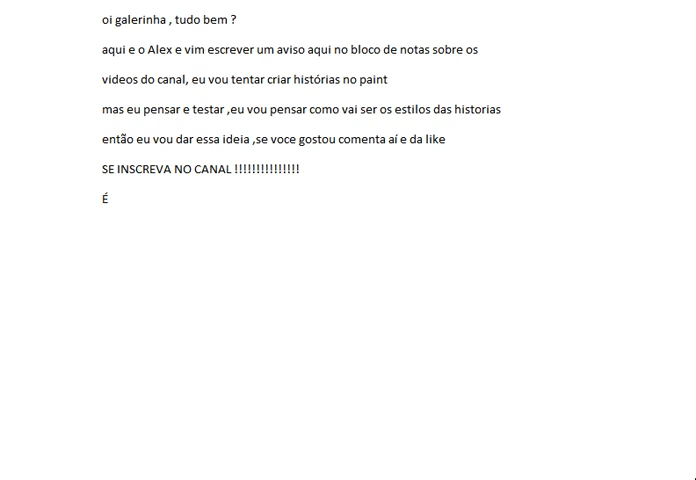 oi galerinha , tudo bem ?
aqui e o Alex e vim escrever um aviso aqui no bloco de notas sobre os
videos do canal, eu vou tentar criar histórias no paint
mas eu pensar e testar ,eu vou pensar como vai ser os estilos das historias
então eu vou dar essa ideia ,se voce gostou comenta aí e da like
SE INSCREVA NO CANAL !!!!!!!!!!!!!!!
É